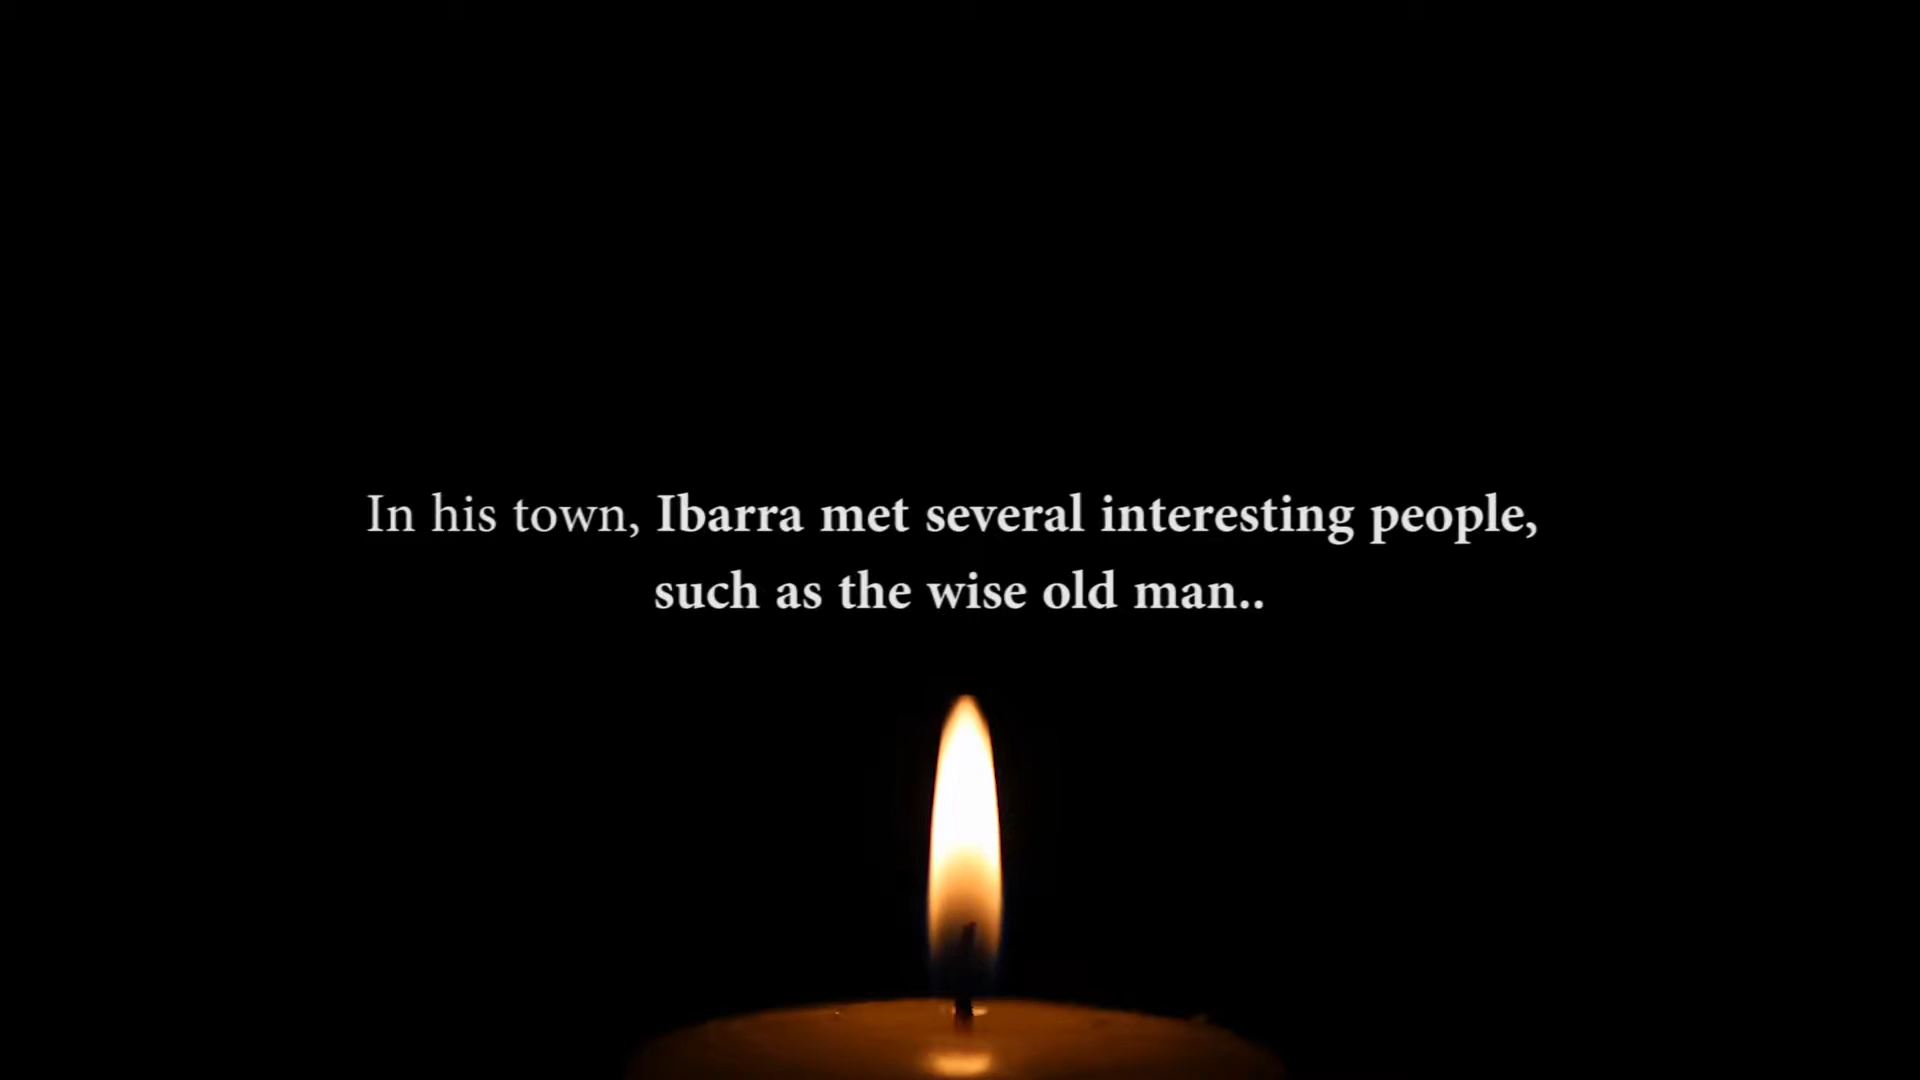 In his town, Ibarra met several interesting people,
such as the wise old man..